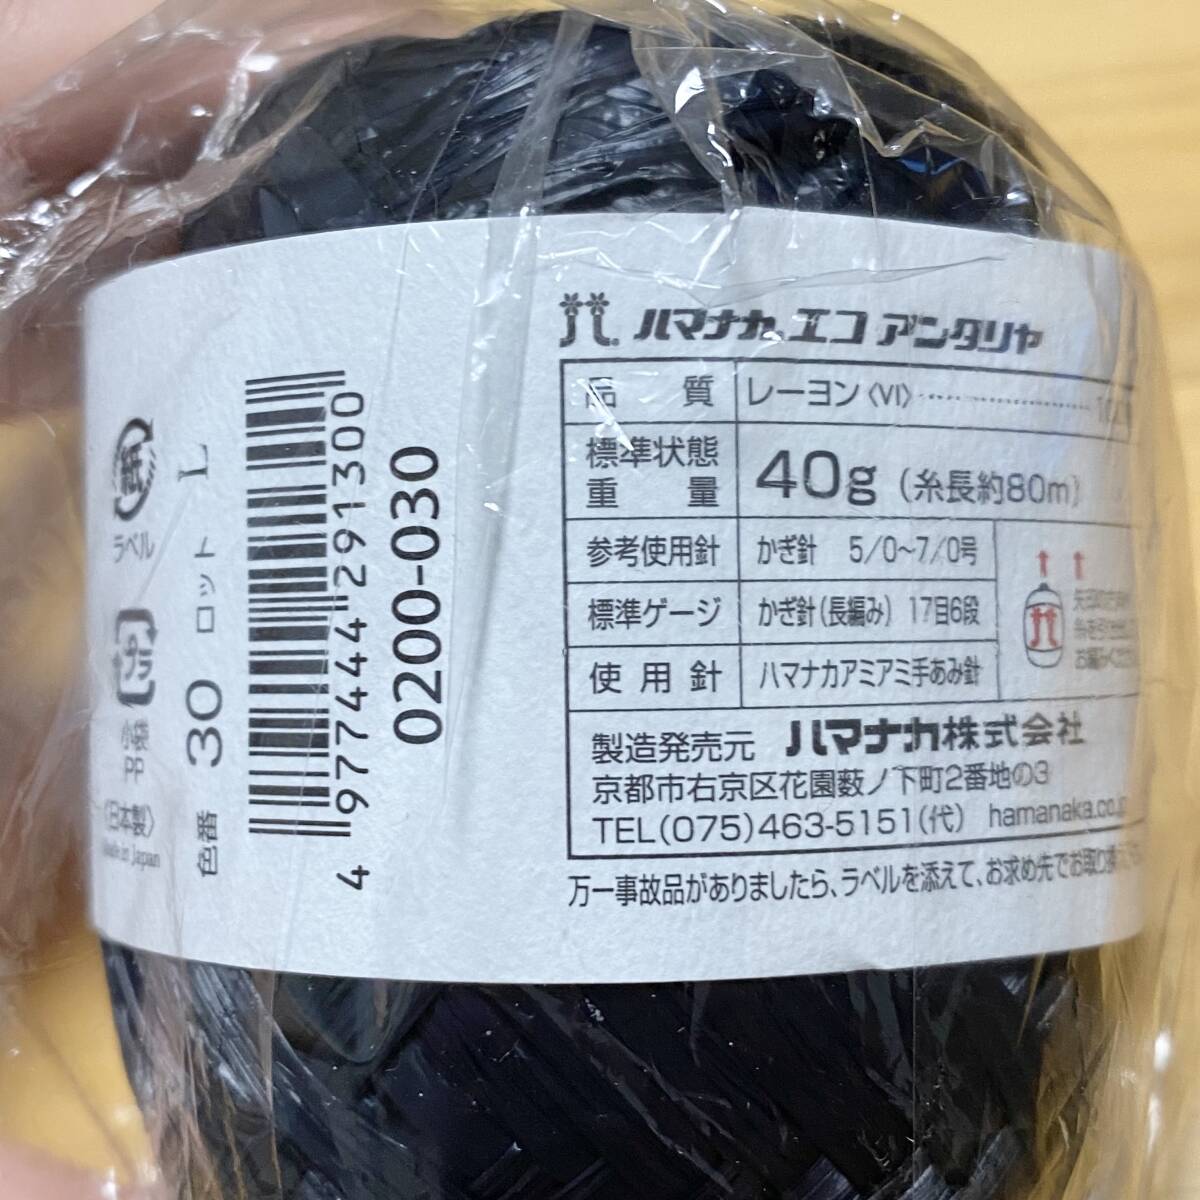 ハマナカ エコアンダリヤ
品質 レーヨン〈VI〉
標準状態重量 40g（糸長約80m）
参考使用針 かぎ針 5/0～7/0号
標準ゲージ かぎ針（長編み） 17目6段
使用針 ハマナカアミアミ手あみ針
製造発売元 ハマナカ株式会社
京都市右京区花園薮ノ下町2番地の3
TEL(075)463-5151(代) hamanaka.co.jp
万一事故品がありましたら、ラベルを添えて、お求め先でお取り換え
0200-030
4 977444 291300
色番 30 ロット L
紙
ラベル
プラ
小袋
PP
〈日本製〉
Made in Japan